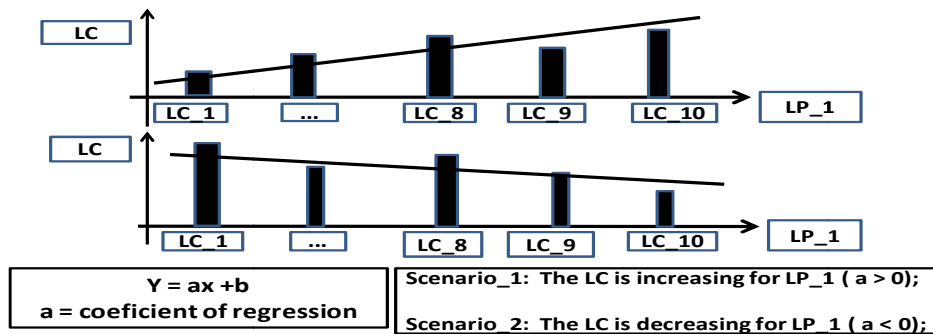 LC
LC_1
...
LC_8
LC_9
LC_10
LP_1
LC
LC_1
...
LC_8
LC_9
LC_10
LP_1
Y = ax +b
a = coeficient of regression
Scenario_1: The LC is increasing for LP_1 ( a > 0);
Scenario_2: The LC is decreasing for LP_1 ( a < 0);